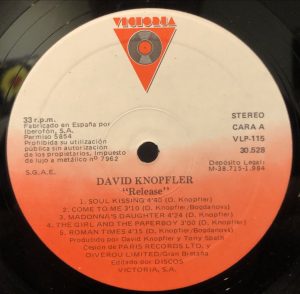 VICTORIA
33 r.p.m.
Fabricado en España por
Iberofón, S.A.
Permiso 5854
Prohibida su utilización
pública sin autorización
de los propietarios. Impuesto
de lujo a metálico nº 7962
S.G.A.E.
STEREO
CARA A
VLP-115
30.528
Depósito Legal:
M-38.715-1.984
DAVID KNOPFLER
"Release"
1. SOUL KISSING 4'40 (D. Knopfler)
2. COME TO ME 3'10 (D. Knopfler/Bogdanova)
3. MADONNA'S DAUGHTER 4'24 (D. Knopfler)
4. THE GIRL AND THE PAPERBOY 3'00 (D. Knopfler)
5. ROMAN TIMES 4'15 (D. Knopfler/Bogdanovs)
Producido por David Knopfler y Tony Spath
Cesión de PARIS RECORDS LTD. y
DIVEROU LIMITED/Gran Bretaña
Editado por DISCOS
VICTORIA, S.A.